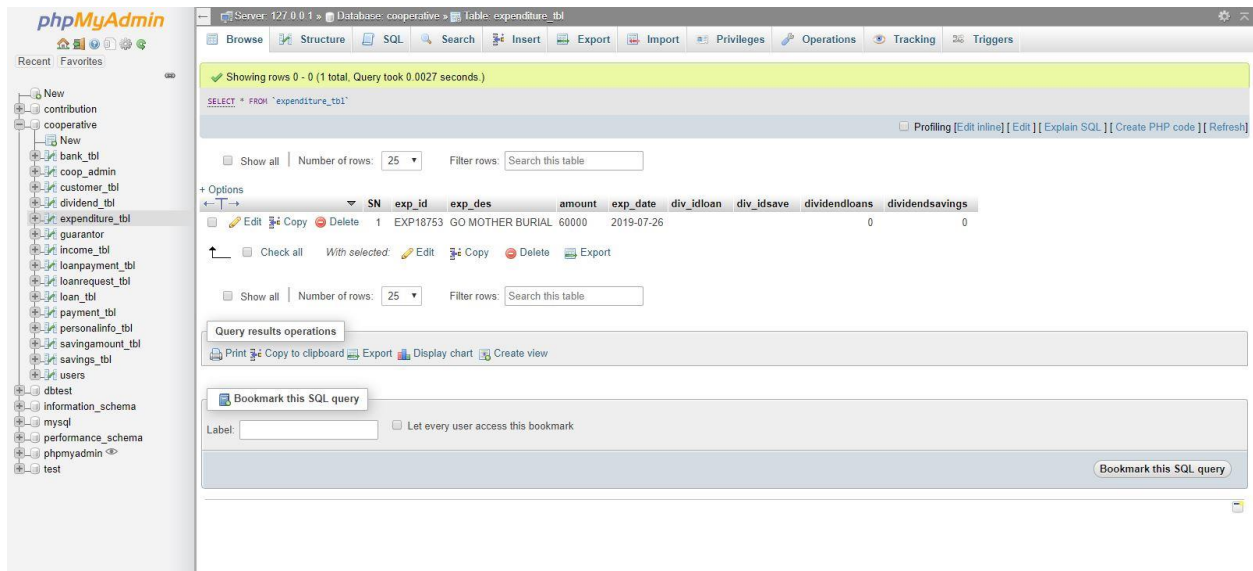 phpMyAdmin
Recent Favorites
New
contribution
cooperative
New
bank_tbl
coop_admin
customer_tbl
dividend_tbl
expenditure_tbl
guarantor
income_tbl
loanpayment_tbl
loanrequest_tbl
loan_tbl
payment_tbl
personalinfo_tbl
savingamount_tbl
savings_tbl
users
dbtest
information_schema
mysql
performance_schema
phpmyadmin
test
Server: 127.0.0.1 » Database: cooperative » Table: expenditure_tbl
Browse Structure SQL Search Insert Export Import Privileges Operations Tracking Triggers
Showing rows 0 - 0 (1 total, Query took 0.0027 seconds.)
SELECT * FROM `expenditure_tbl`
Profiling [Edit inline] [ Edit ] [ Explain SQL ] [ Create PHP code ] [ Refresh]
Show all | Number of rows: 25 Filter rows: Search this table
+ Options
←T→ SN exp_id exp_des amount exp_date div_idloan div_idsave dividendloans dividendsavings
Edit Copy Delete 1 EXP18753 GO MOTHER BURIAL 60000 2019-07-26 0 0
Check all With selected: Edit Copy Delete Export
Show all | Number of rows: 25 Filter rows: Search this table
Query results operations
Print Copy to clipboard Export Display chart Create view
Bookmark this SQL query
Label: Let every user access this bookmark
Bookmark this SQL query